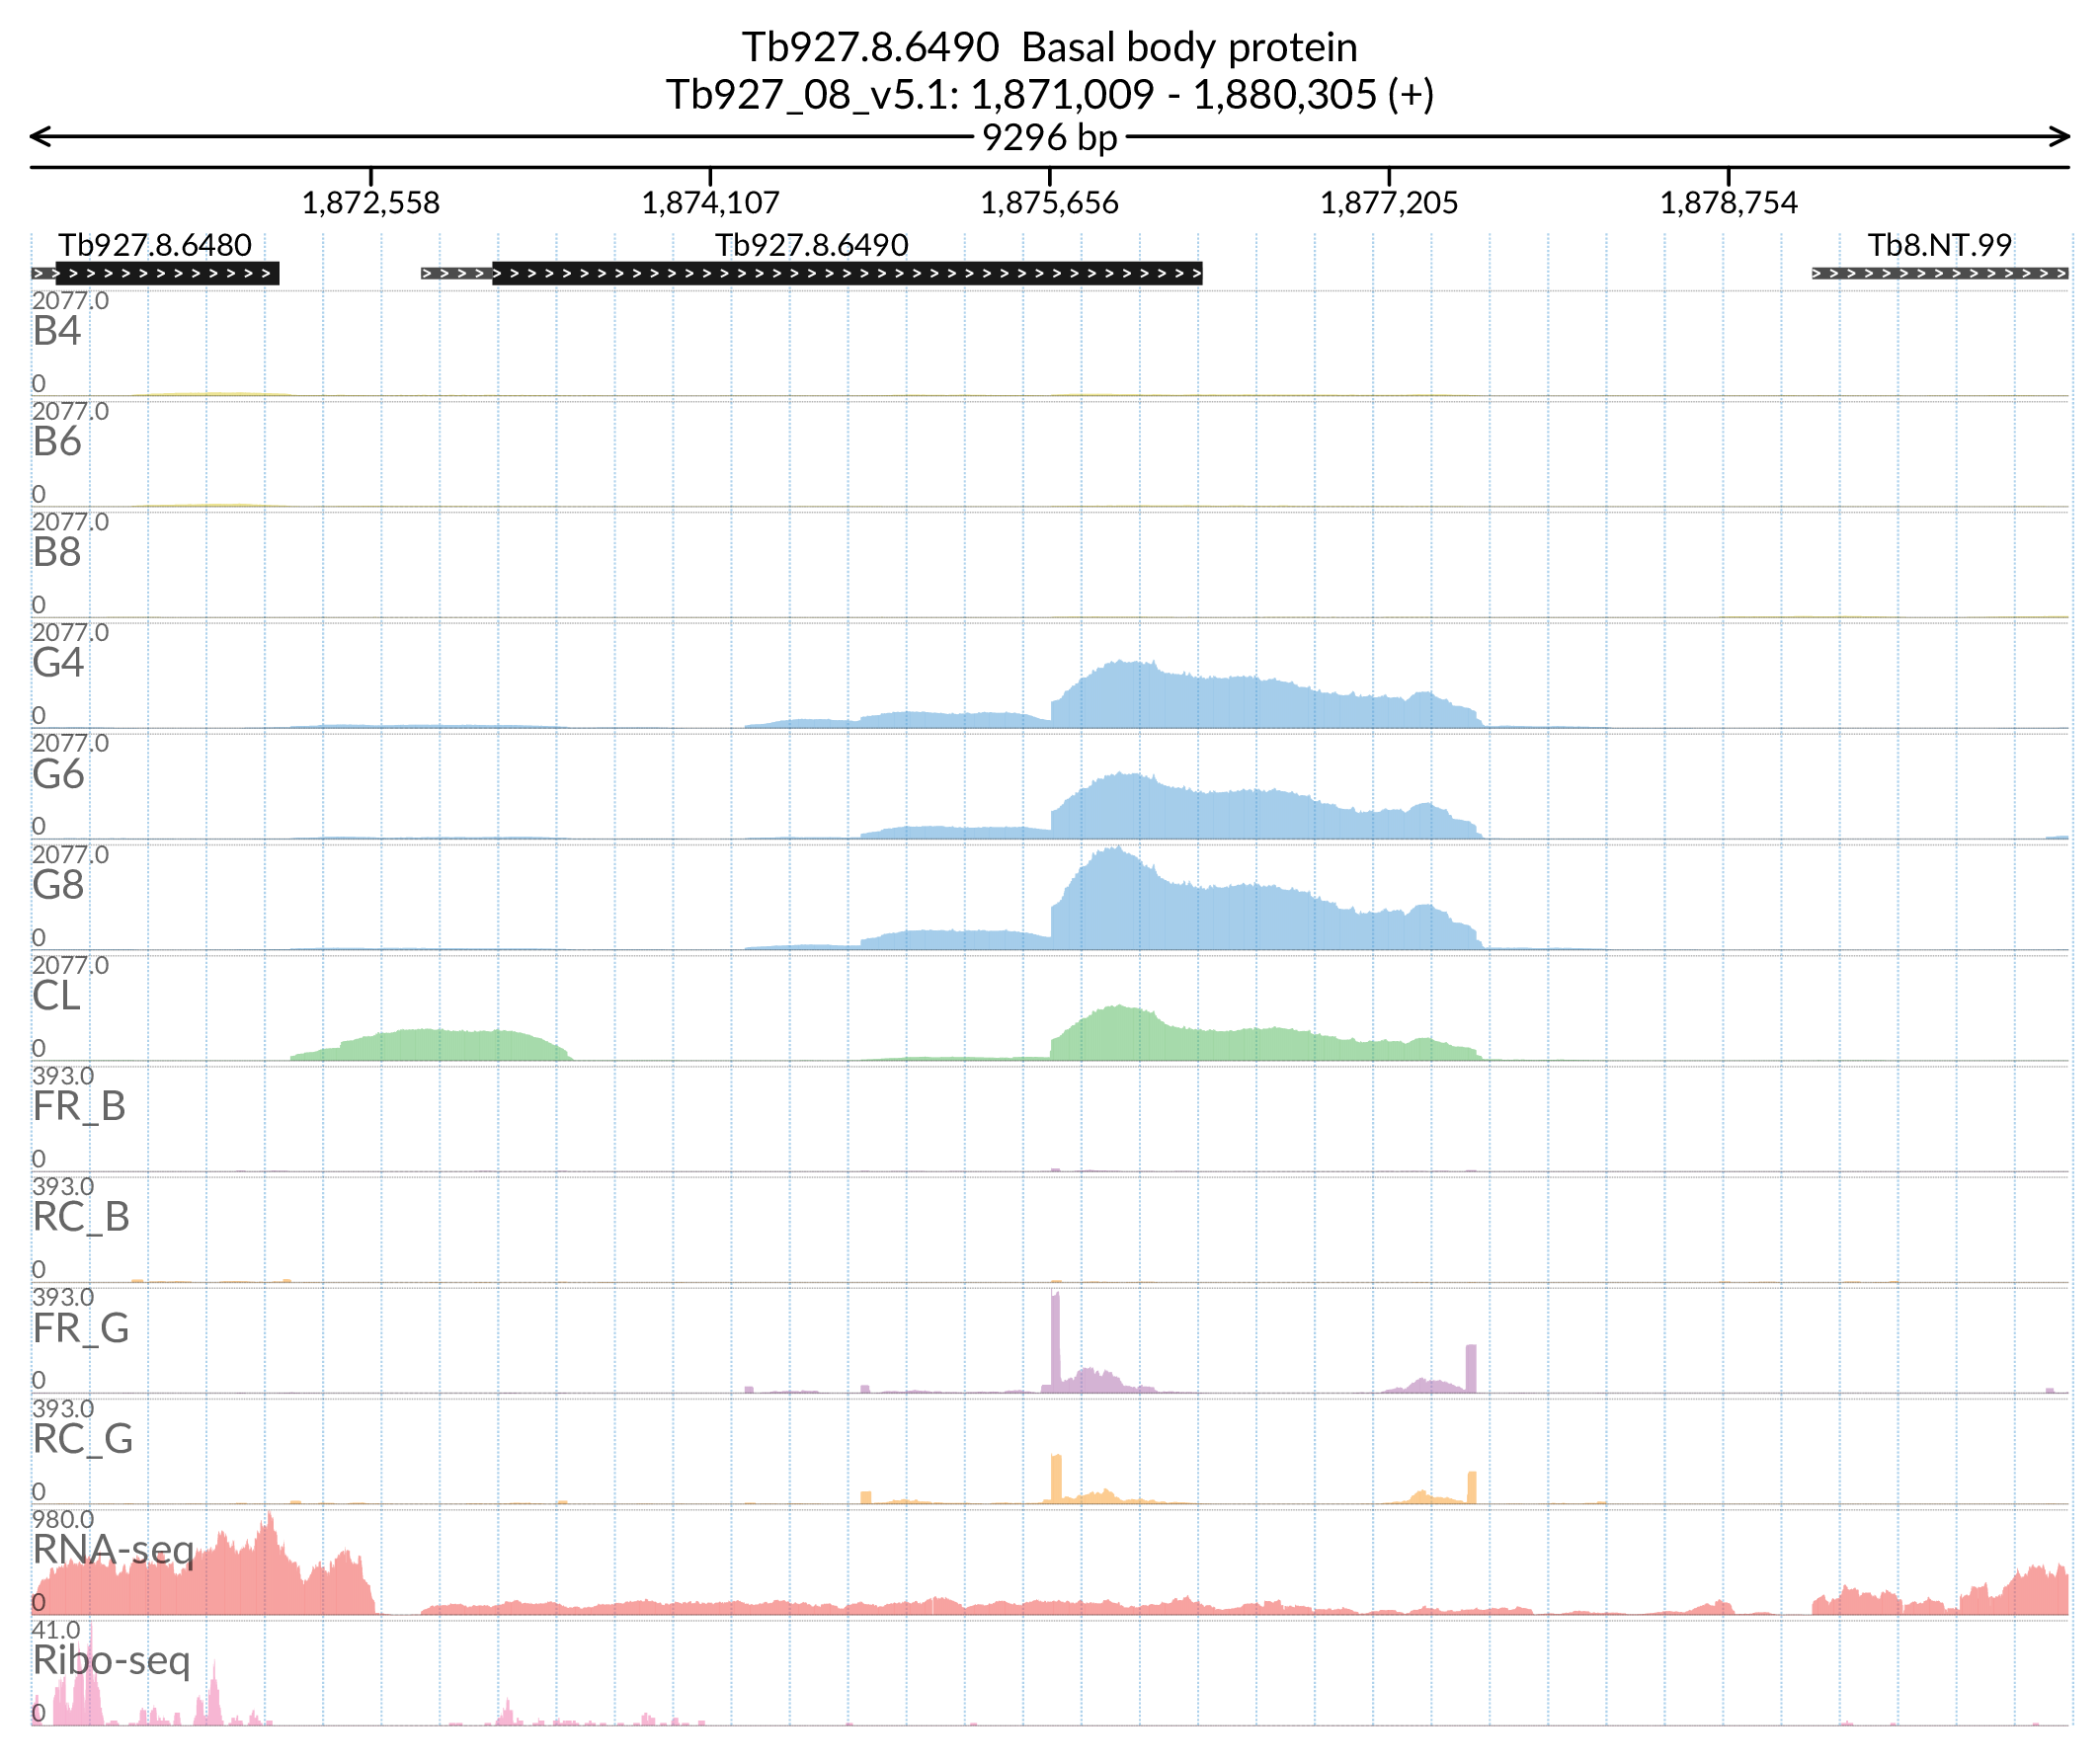 Tb927.8.6490 Basal body protein
Tb927_08_v5.1: 1,871,009 - 1,880,305 (+)
9296 bp
1,872,558 1,874,107 1,875,656 1,877,205 1,878,754
Tb927.8.6480 Tb927.8.6490 Tb8.NT.99
2077.0
B4
0
2077.0
B6
0
2077.0
B8
0
2077.0
G4
0
2077.0
G6
0
2077.0
G8
0
2077.0
CL
0
393.0
FR_B
0
393.0
RC_B
0
393.0
FR_G
0
393.0
RC_G
0
980.0
RNA-seq
0
41.0
Ribo-seq
0